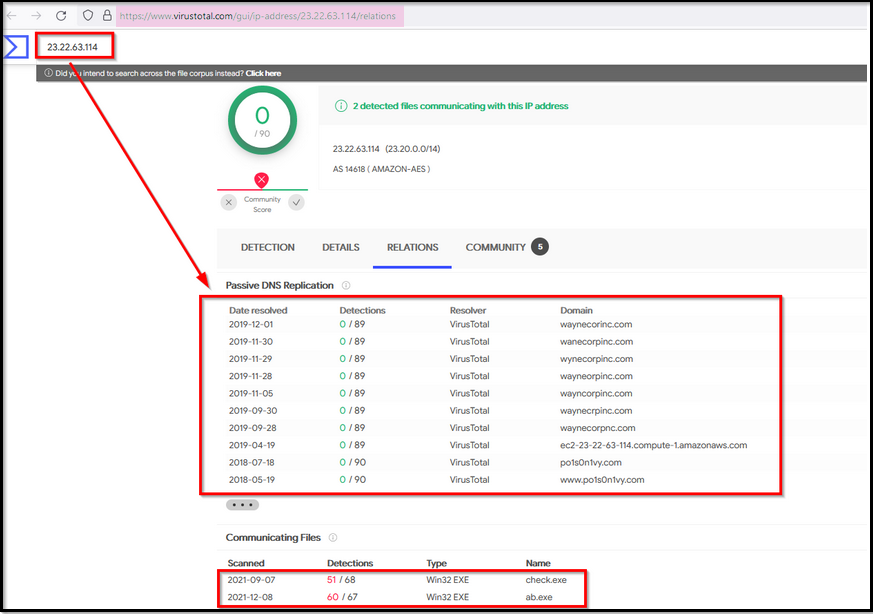 https://www.virustotal.com/gui/ip-address/23.22.63.114/relations
23.22.63.114
Did you intend to search across the file corpus instead? Click here
0
/ 90
2 detected files communicating with this IP address
23.22.63.114 (23.20.0.0/14)
AS 14618 ( AMAZON-AES )
Community
Score
DETECTION DETAILS RELATIONS COMMUNITY 5
Passive DNS Replication
Date resolved Detections Resolver Domain
2019-12-01 0 / 89 VirusTotal waynecorinc.com
2019-11-30 0 / 89 VirusTotal wanecorpinc.com
2019-11-29 0 / 89 VirusTotal wynecorpinc.com
2019-11-28 0 / 89 VirusTotal wayneorpinc.com
2019-11-05 0 / 89 VirusTotal wayncorpinc.com
2019-09-30 0 / 89 VirusTotal waynecrpinc.com
2019-09-28 0 / 89 VirusTotal waynecorpnc.com
2019-04-19 0 / 89 VirusTotal ec2-23-22-63-114.compute-1.amazonaws.com
2018-07-18 0 / 90 VirusTotal po1s0n1vy.com
2018-05-19 0 / 90 VirusTotal www.po1s0n1vy.com
Communicating Files
Scanned Detections Type Name
2021-09-07 51 / 68 Win32 EXE check.exe
2021-12-08 60 / 67 Win32 EXE ab.exe